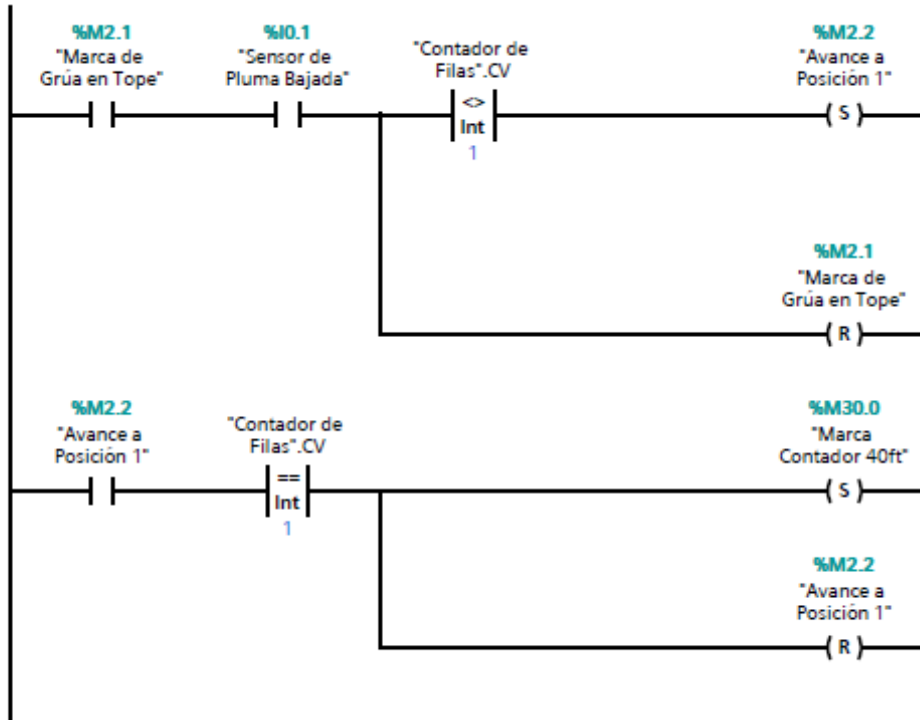 %M2.1
"Marca de
Grúa en Tope"
%I0.1
"Sensor de
Pluma Bajada"
"Contador de
Filas".CV
<>
Int
1
%M2.2
"Avance a
Posición 1"
( S )
%M2.1
"Marca de
Grúa en Tope"
( R )
%M2.2
"Avance a
Posición 1"
"Contador de
Filas".CV
==
Int
1
%M30.0
"Marca
Contador 40ft"
( S )
%M2.2
"Avance a
Posición 1"
( R )